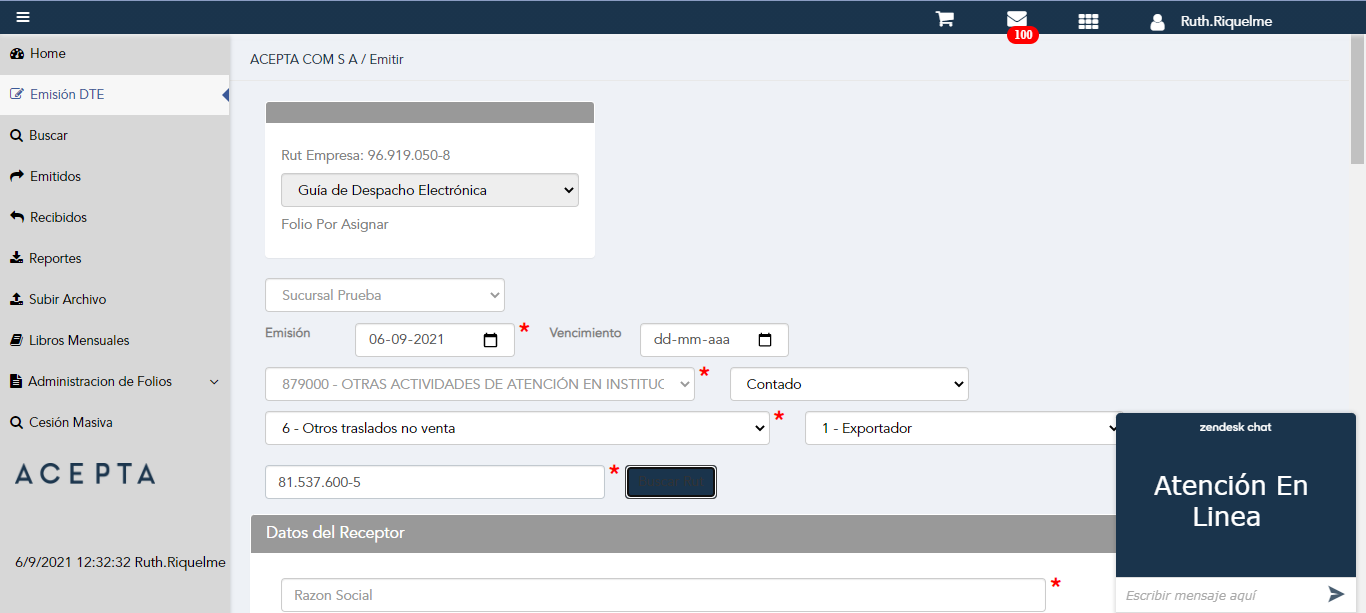 100
Ruth.Riquelme
Home
Emisión DTE
Buscar
Emitidos
Recibidos
Reportes
Subir Archivo
Libros Mensuales
Administracion de Folios
Cesión Masiva
ACEPTA
6/9/2021 12:32:32 Ruth.Riquelme
ACEPTA COM S A / Emitir
Rut Empresa: 96.919.050-8
Guía de Despacho Electrónica
Folio Por Asignar
Sucursal Prueba
Emisión 06-09-2021 * Vencimiento dd-mm-aaa
879000 - OTRAS ACTIVIDADES DE ATENCIÓN EN INSTITUC * Contado
6 - Otros traslados no venta * 1 - Exportador
81.537.600-5 *
Datos del Receptor
Razon Social *
zendesk chat
Atención En
Linea
Escribir mensaje aquí